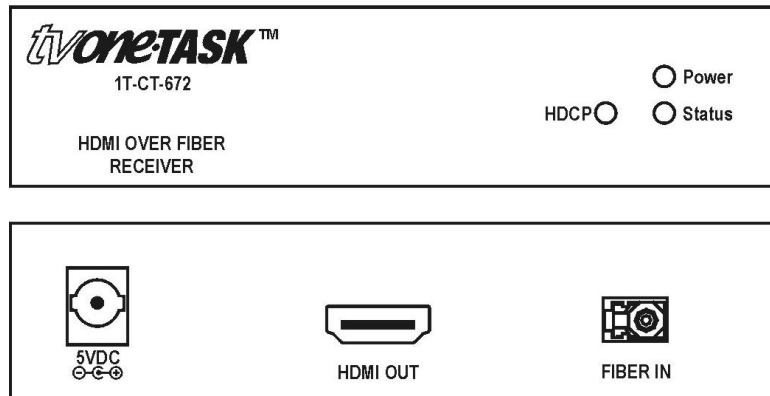 tvONE·TASK™
1T-CT-672
HDMI OVER FIBER
RECEIVER
Power
HDCP
Status
5VDC
HDMI OUT
FIBER IN